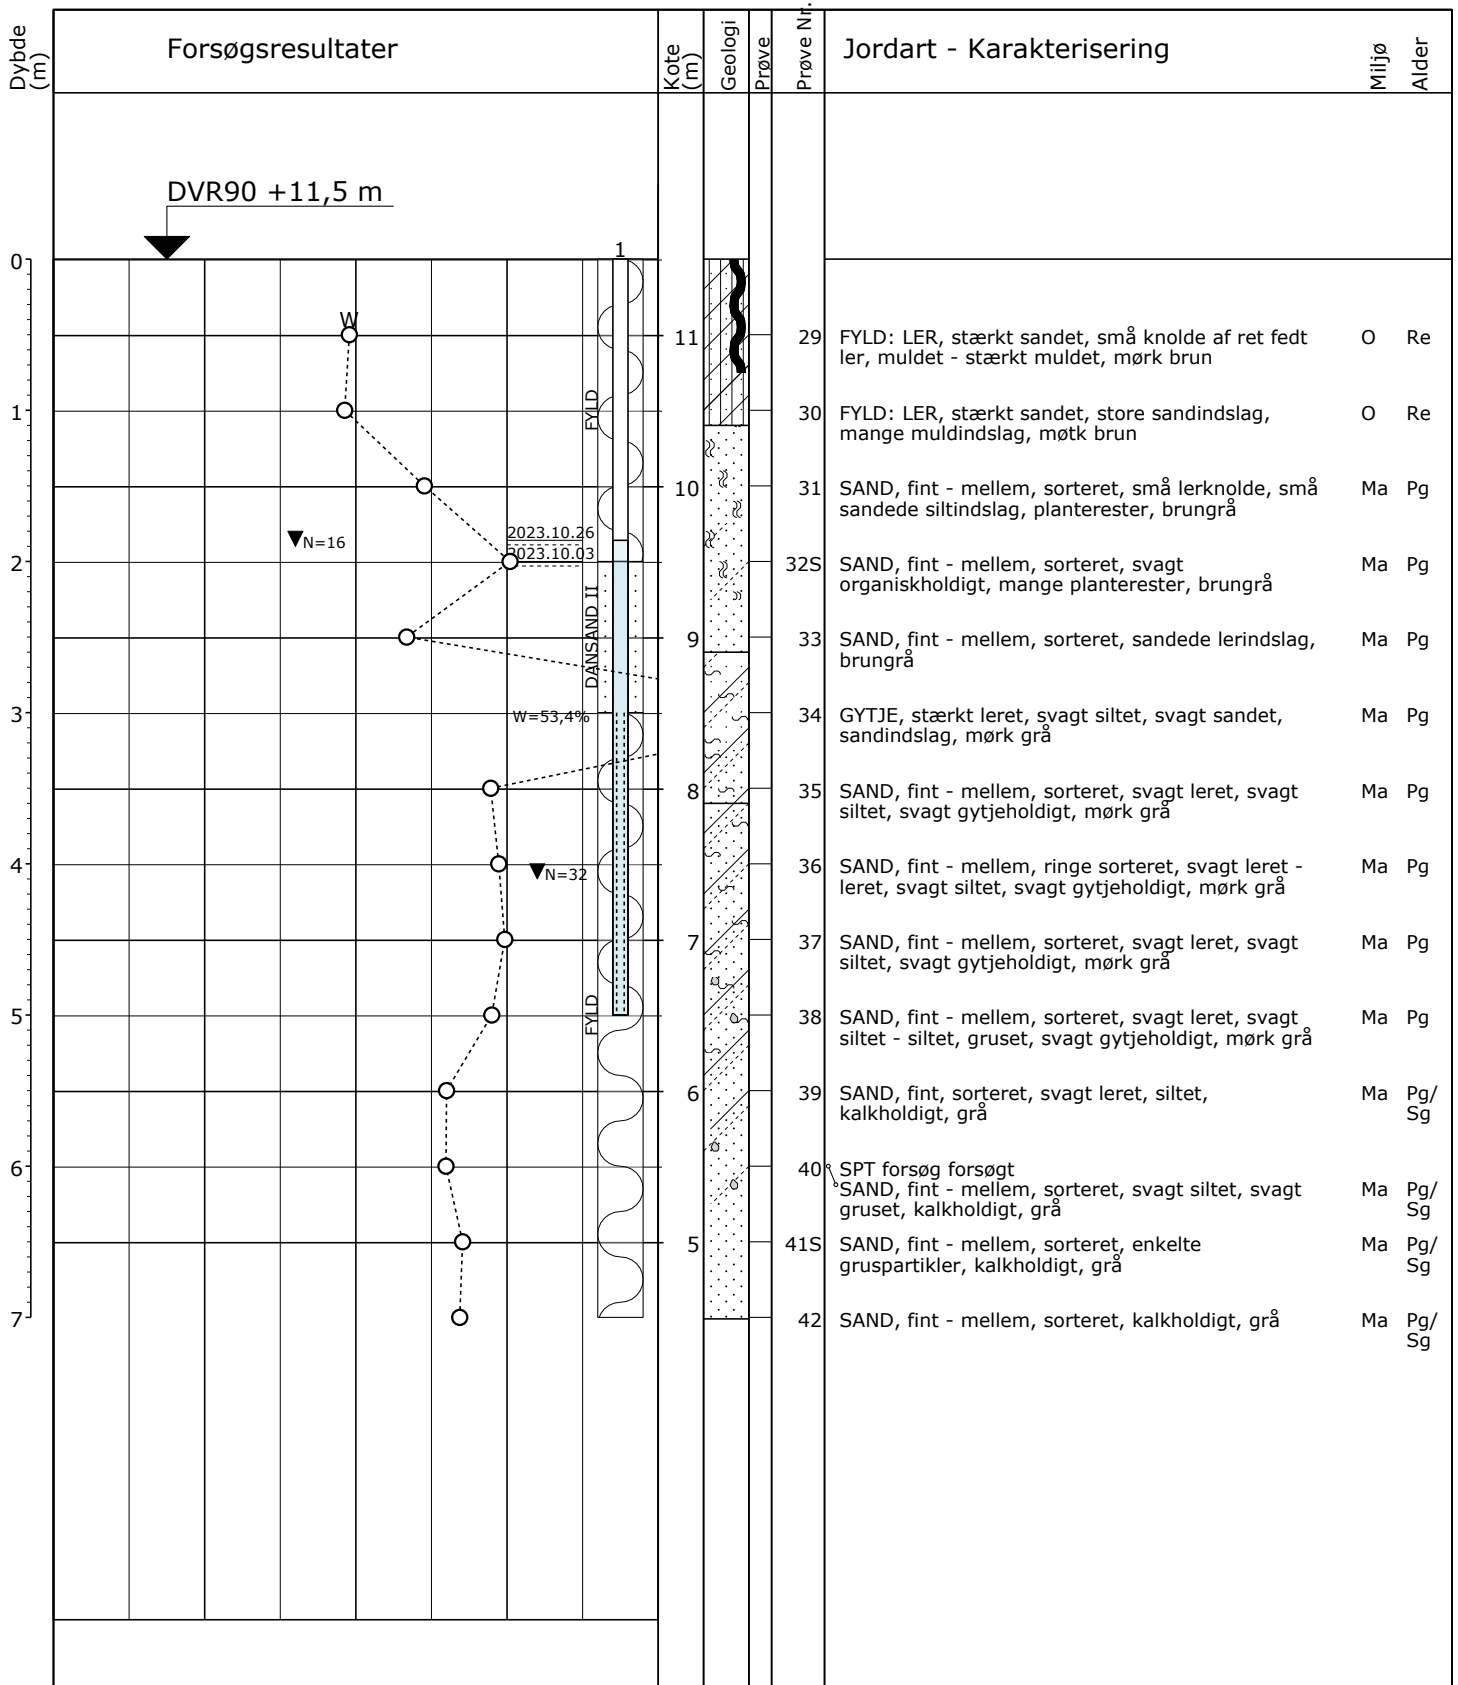 Dybde
(m)
Forsøgsresultater
Kote
(m)
Geologi
Prøve
Prøve Nr.
Jordart - Karakterisering
Miljø
Alder
DVR90 +11,5 m
0
1
W
11
29 FYLD: LER, stærkt sandet, små knolde af ret fedt O Re
ler, muldet - stærkt muldet, mørk brun
FYLD
1
30 FYLD: LER, stærkt sandet, store sandindslag, O Re
mange muldindslag, møtk brun
10
31 SAND, fint - mellem, sorteret, små lerknolde, små Ma Pg
sandede siltindslag, planterester, brungrå
2023.10.26
N=16
2023.10.03
2
32S SAND, fint - mellem, sorteret, svagt Ma Pg
organiskholdigt, mange planterester, brungrå
DANSAND II
9
33 SAND, fint - mellem, sorteret, sandede lerindslag, Ma Pg
brungrå
3
W=53,4%
34 GYTJE, stærkt leret, svagt siltet, svagt sandet, Ma Pg
sandindslag, mørk grå
8
35 SAND, fint - mellem, sorteret, svagt leret, svagt Ma Pg
siltet, svagt gytjeholdigt, mørk grå
4
N=32
36 SAND, fint - mellem, ringe sorteret, svagt leret - Ma Pg
leret, svagt siltet, svagt gytjeholdigt, mørk grå
7
37 SAND, fint - mellem, sorteret, svagt leret, svagt Ma Pg
siltet, svagt gytjeholdigt, mørk grå
FYLD
5
38 SAND, fint - mellem, sorteret, svagt leret, svagt Ma Pg
siltet - siltet, gruset, svagt gytjeholdigt, mørk grå
6
39 SAND, fint, sorteret, svagt leret, siltet, Ma Pg/
kalkholdigt, grå Sg
6
40 SPT forsøg forsøgt
SAND, fint - mellem, sorteret, svagt siltet, svagt Ma Pg/
gruset, kalkholdigt, grå Sg
5
41S SAND, fint - mellem, sorteret, enkelte Ma Pg/
gruspartikler, kalkholdigt, grå Sg
7
42 SAND, fint - mellem, sorteret, kalkholdigt, grå Ma Pg/
Sg